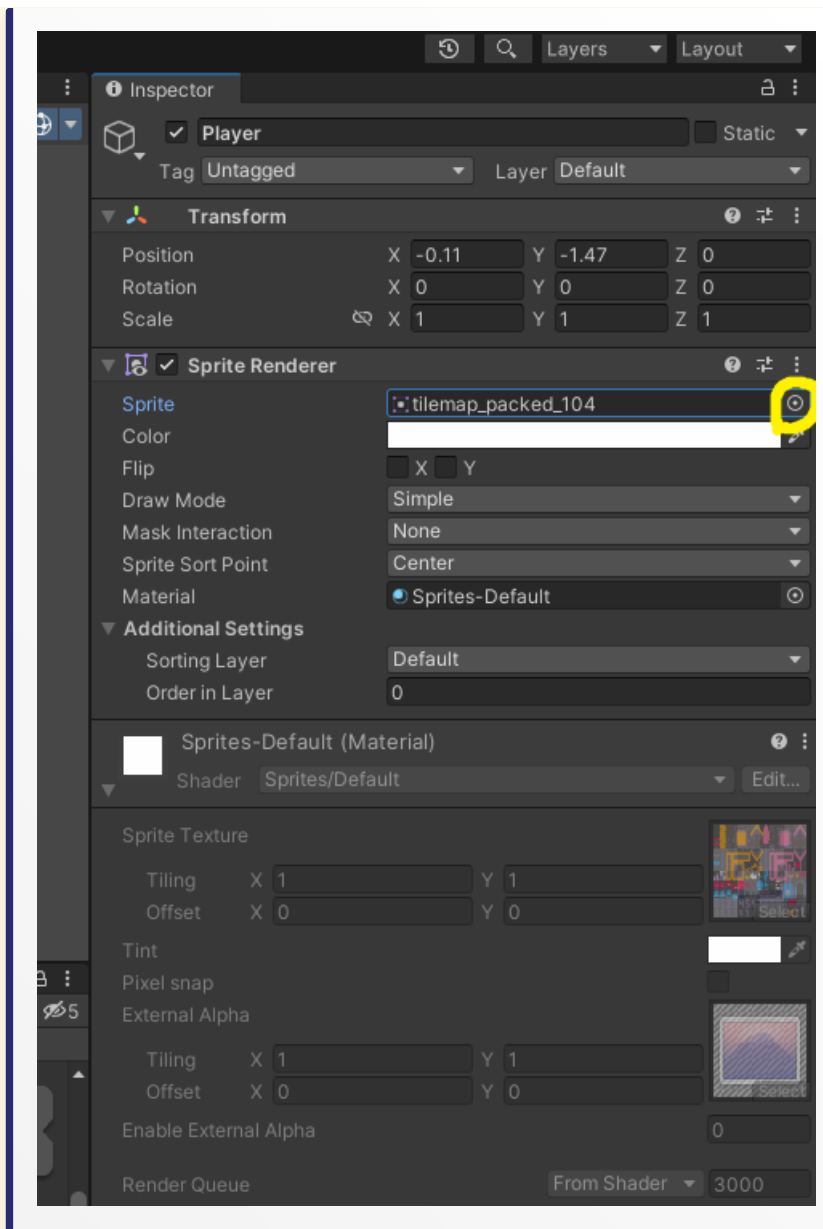 Layers Layout
Inspector
Player Static
Tag Untagged Layer Default
Transform
Position X -0.11 Y -1.47 Z 0
Rotation X 0 Y 0 Z 0
Scale X 1 Y 1 Z 1
Sprite Renderer
Sprite tilemap_packed_104
Color
Flip X Y
Draw Mode Simple
Mask Interaction None
Sprite Sort Point Center
Material Sprites-Default
Additional Settings
Sorting Layer Default
Order in Layer 0
Sprites-Default (Material)
Shader Sprites/Default Edit...
Sprite Texture
Tiling X 1 Y 1
Offset X 0 Y 0 Select
Tint
Pixel snap
5
External Alpha
Tiling X 1 Y 1
Offset X 0 Y 0 Select
Enable External Alpha 0
Render Queue From Shader 3000